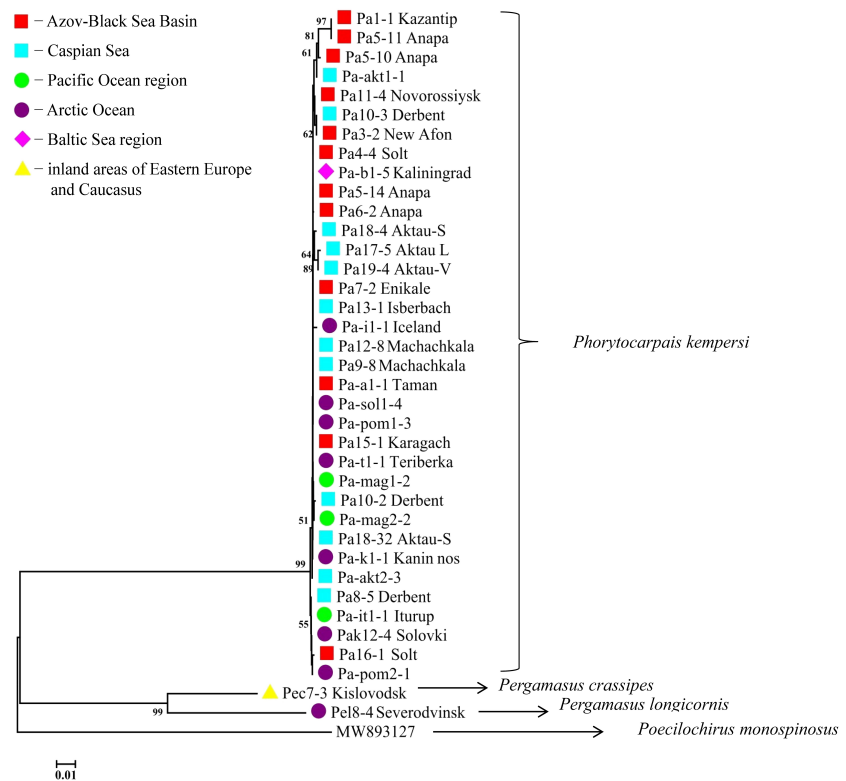 – Azov-Black Sea Basin
– Caspian Sea
– Pacific Ocean region
– Arctic Ocean
– Baltic Sea region
– inland areas of Eastern Europe
and Caucasus
97
Pa1-1 Kazantip
81
Pa5-11 Anapa
61
Pa5-10 Anapa
Pa-akt1-1
Pa11-4 Novorossiysk
Pa10-3 Derbent
62
Pa3-2 New Afon
Pa4-4 Solt
Pa-b1-5 Kaliningrad
Pa5-14 Anapa
Pa6-2 Anapa
Pa18-4 Aktau-S
64
Pa17-5 Aktau L
89
Pa19-4 Aktau-V
Pa7-2 Enikale
Pa13-1 Isberbach
Pa-i1-1 Iceland
Phorytocarpais kempersi
Pa12-8 Machachkala
Pa9-8 Machachkala
Pa-a1-1 Taman
Pa-sol1-4
Pa-pom1-3
Pa15-1 Karagach
Pa-t1-1 Teriberka
Pa-mag1-2
Pa10-2 Derbent
51
Pa-mag2-2
Pa18-32 Aktau-S
99
Pa-k1-1 Kanin nos
Pa-akt2-3
Pa8-5 Derbent
Pa-it1-1 Iturup
55
Pak12-4 Solovki
Pa16-1 Solt
Pa-pom2-1
Pec7-3 Kislovodsk
Pergamasus crassipes
99
Pel8-4 Severodvinsk
Pergamasus longicornis
MW893127
Poecilochirus monospinosus
0.01